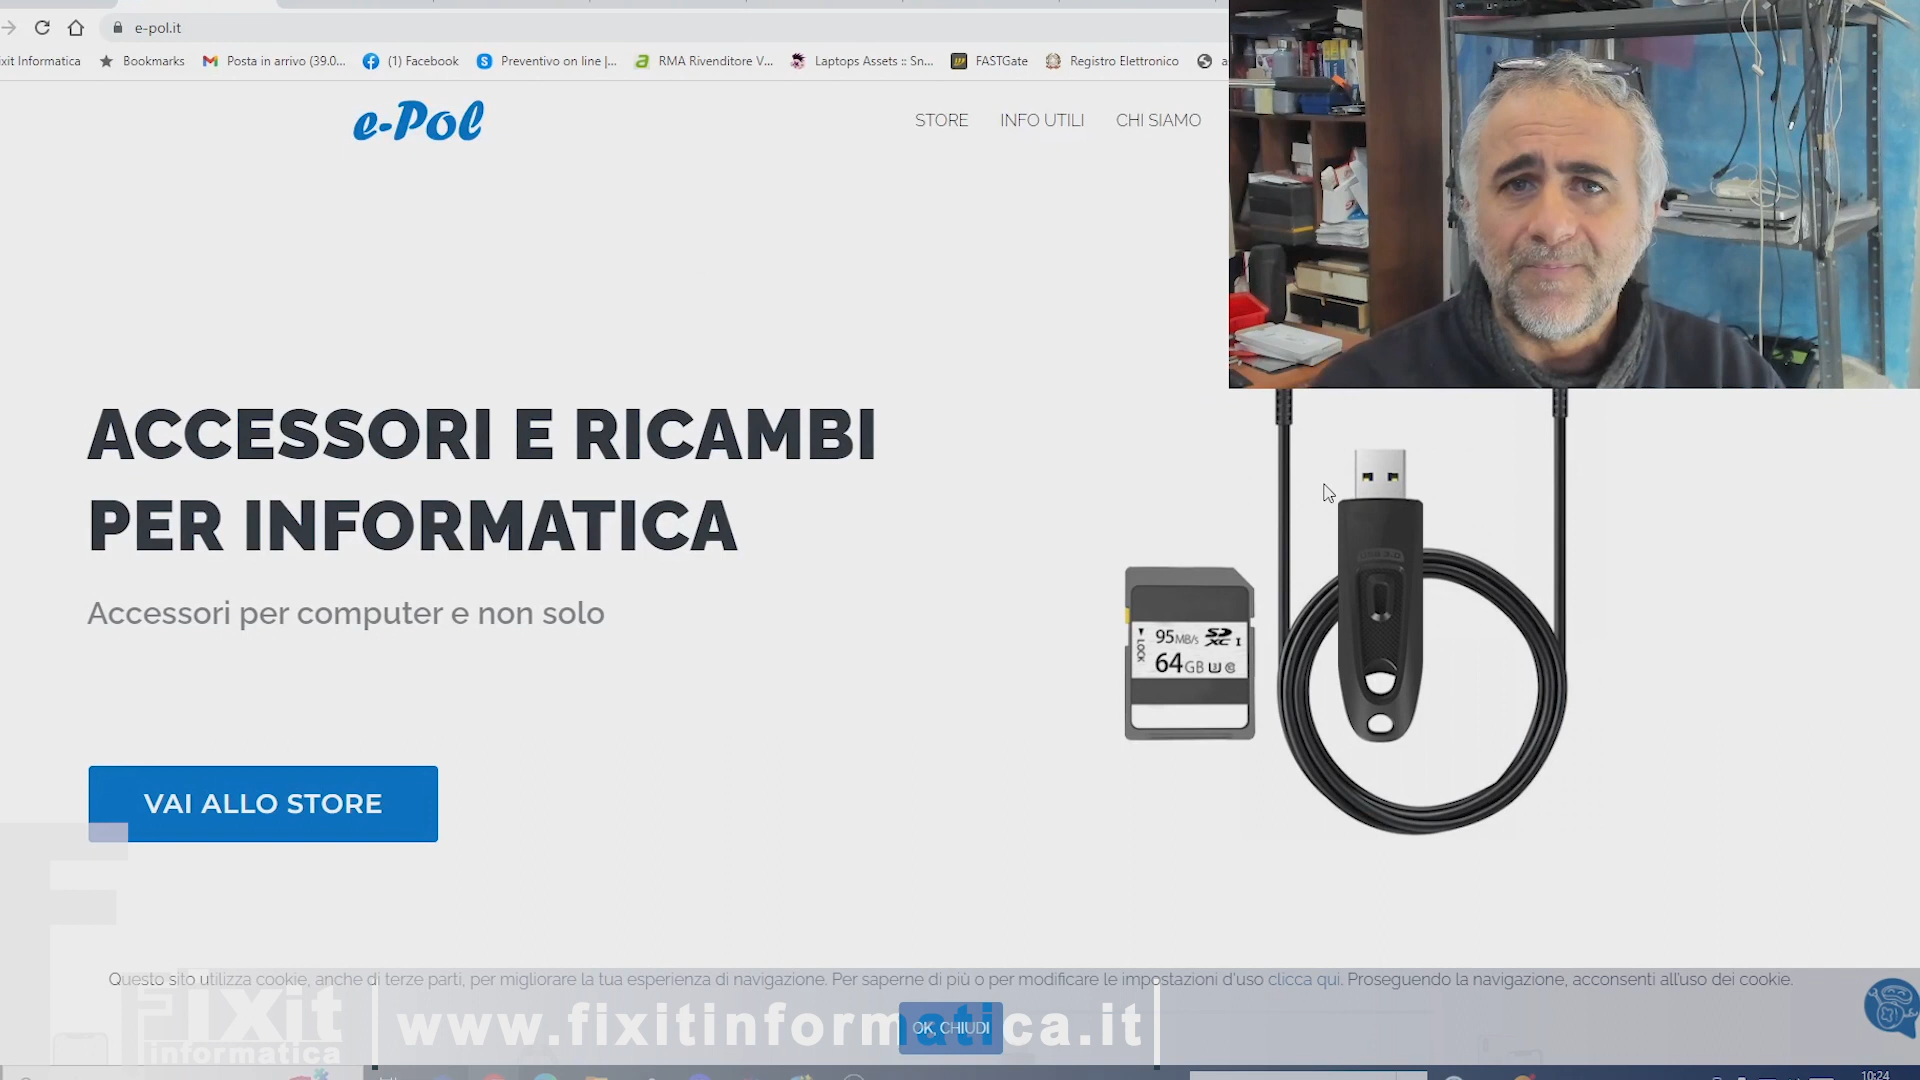 e-pol.it
xit Informatica
Bookmarks
Posta in arrivo (39.0...
(1) Facebook
Preventivo on line |...
RMA Rivenditore V...
Laptops Assets :: Sn...
FASTGate
Registro Elettronico
e-Pol
STORE
INFO UTILI
CHI SIAMO
ACCESSORI E RICAMBI
PER INFORMATICA
Accessori per computer e non solo
LOCK
95MB/s
SDXC I
64GB
VAI ALLO STORE
Questo sito utilizza cookie, anche di terze parti, per migliorare la tua esperienza di navigazione. Per saperne di più o per modificare le impostazioni d'uso clicca qui. Proseguendo la navigazione, acconsenti all'uso dei cookie.
OK, CHIUDI
FIXit
informatica
www.fixitinformatica.it
10:24